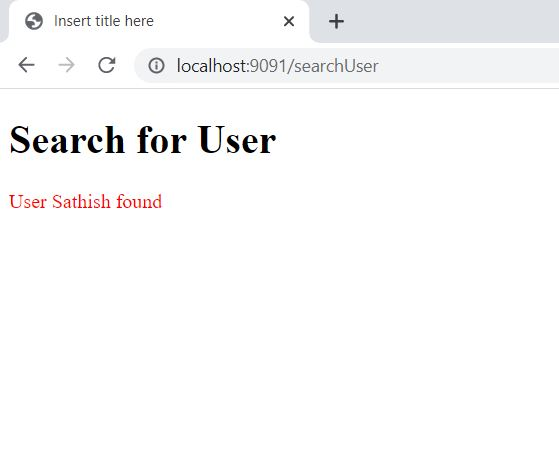 Insert title here
localhost:9091/searchUser
Search for User
User Sathish found